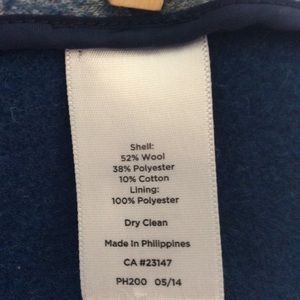 Shell:
52% Wool
38% Polyester
10% Cotton
Lining:
100% Polyester
Dry Clean
Made In Philippines
CA #23147
PH200 05/14